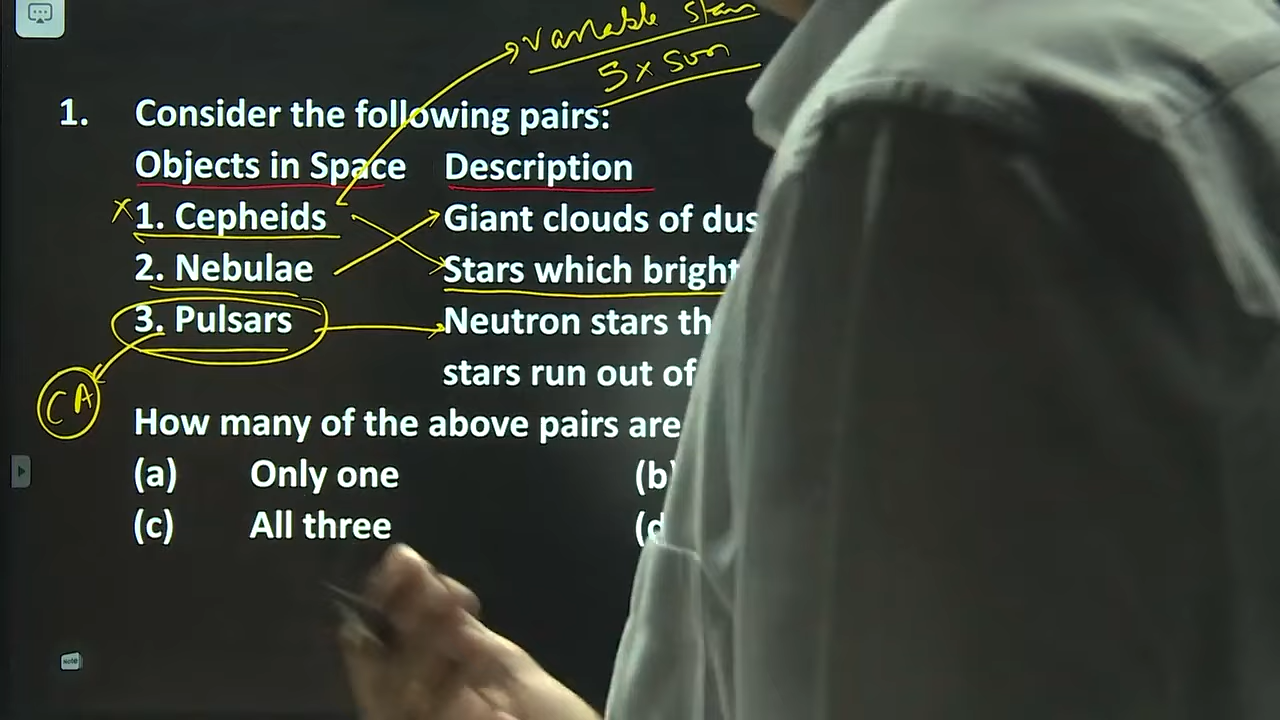 variable star
5 x sun
1. Consider the following pairs:
Objects in Space Description
x 1. Cepheids Giant clouds of dus
2. Nebulae Stars which bright
3. Pulsars Neutron stars th
stars run out of
CA
How many of the above pairs are
(a) Only one (b)
(c) All three (d
Note